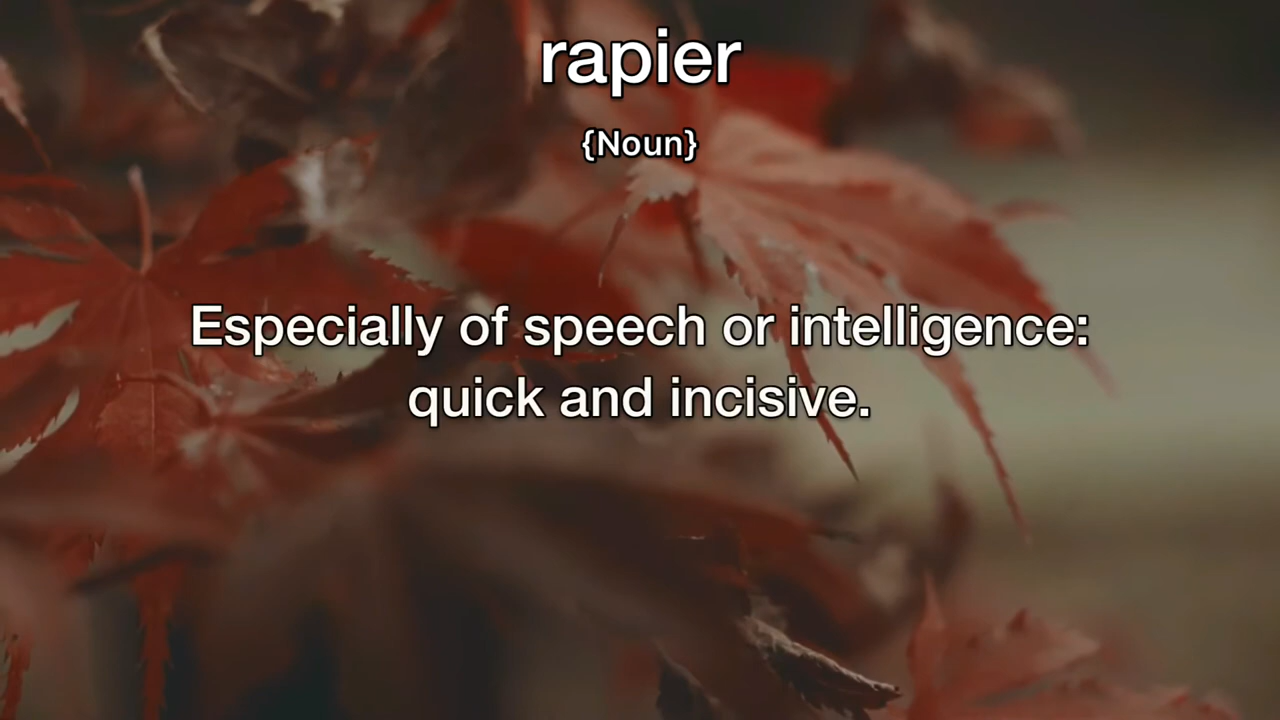 rapier
{Noun}
Especially of speech or intelligence:
quick and incisive.